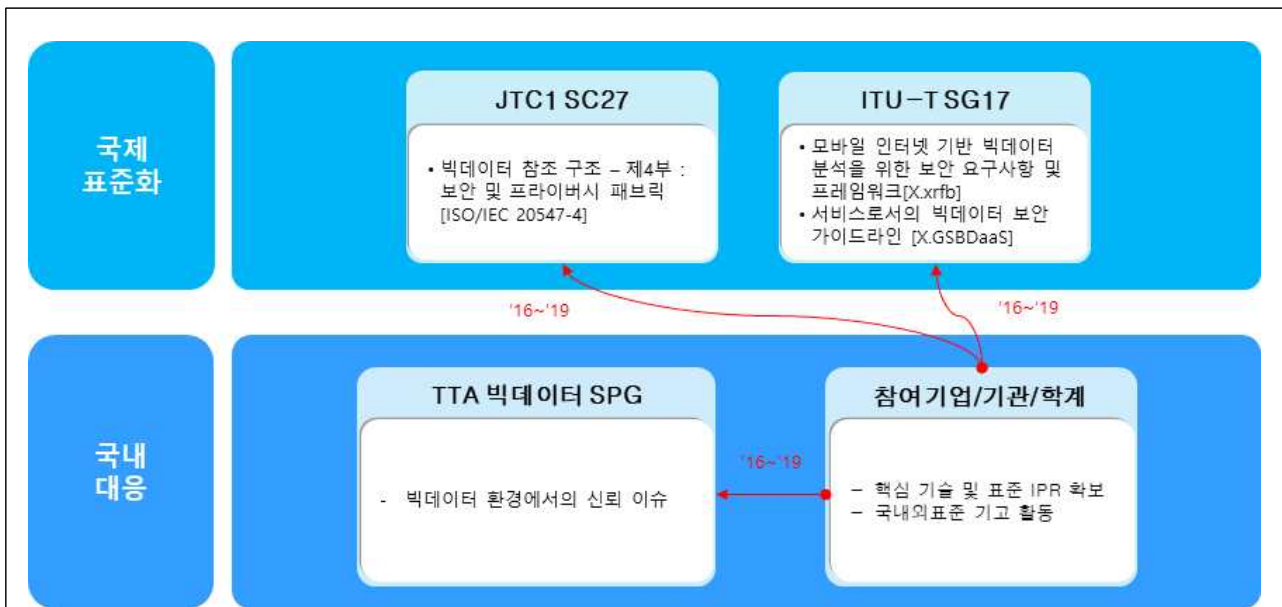 국제
표준화
JTC1 SC27
• 빅데이터 참조 구조 – 제4부 :
보안 및 프라이버시 패브릭
[ISO/IEC 20547-4]
ITU-T SG17
• 모바일 인터넷 기반 빅데이터
분석을 위한 보안 요구사항 및
프레임워크[X.xrfb]
• 서비스로서의 빅데이터 보안
가이드라인 [X.GSBDaaS]
'16~'19
'16~'19
국내
대응
TTA 빅데이터 SPG
- 빅데이터 환경에서의 신뢰 이슈
'16~'19
참여기업/기관/학계
– 핵심 기술 및 표준 IPR 확보
– 국내외표준 기고 활동